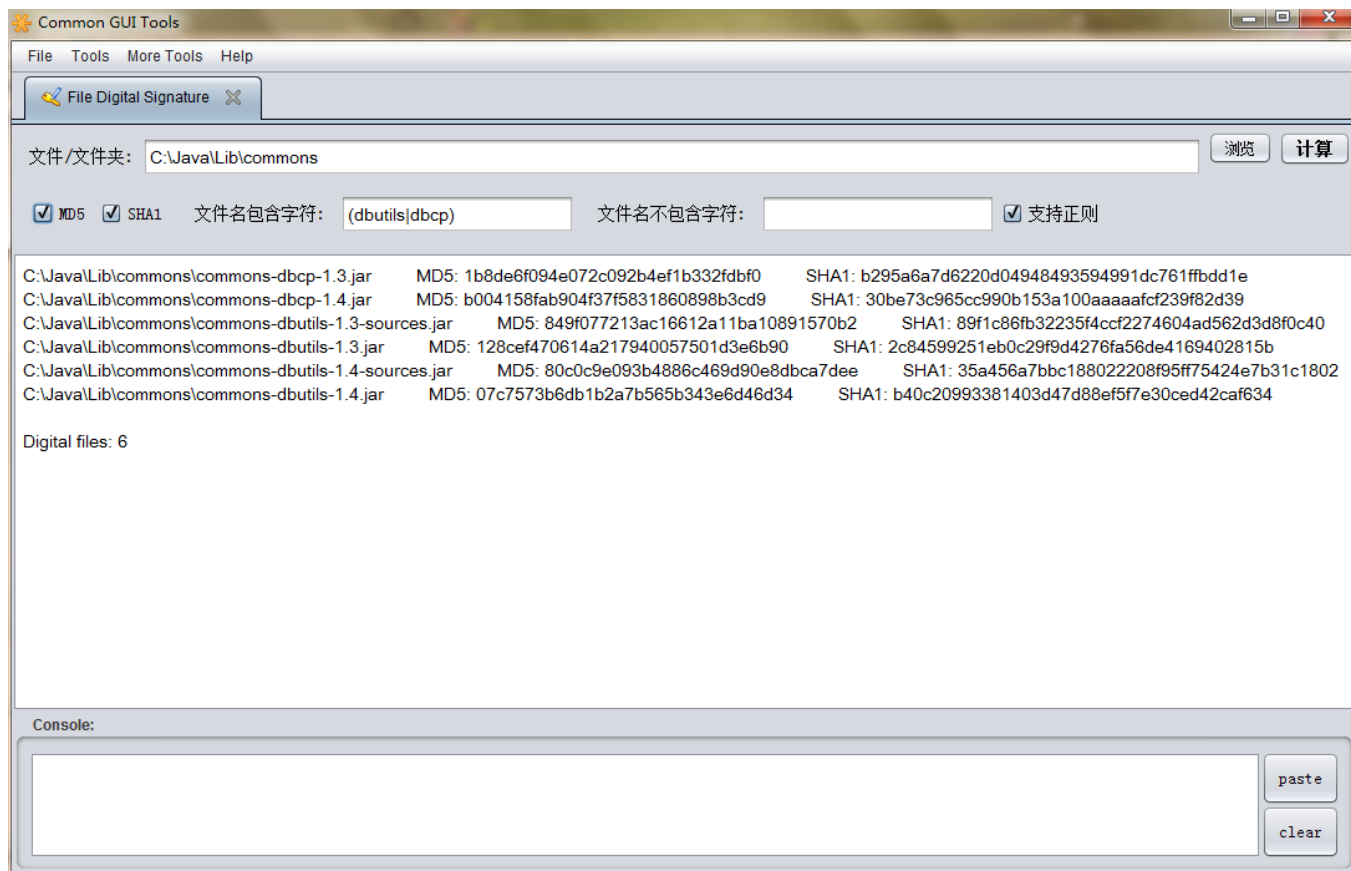 Common GUI Tools
File Tools More Tools Help
File Digital Signature
文件/文件夹: C:\Java\Lib\commons 浏览 计算
MD5 SHA1 文件名包含字符: (dbutils|dbcp) 文件名不包含字符: 支持正则
C:\Java\Lib\commons\commons-dbcp-1.3.jar MD5: 1b8de6f094e072c092b4ef1b332fdbf0 SHA1: b295a6a7d6220d04948493594991dc761ffbdd1e
C:\Java\Lib\commons\commons-dbcp-1.4.jar MD5: b004158fab904f37f5831860898b3cd9 SHA1: 30be73c965cc990b153a100aaaaafcf239f82d39
C:\Java\Lib\commons\commons-dbutils-1.3-sources.jar MD5: 849f077213ac16612a11ba10891570b2 SHA1: 89f1c86fb32235f4ccf2274604ad562d3d8f0c40
C:\Java\Lib\commons\commons-dbutils-1.3.jar MD5: 128cef470614a217940057501d3e6b90 SHA1: 2c84599251eb0c29f9d4276fa56de4169402815b
C:\Java\Lib\commons\commons-dbutils-1.4-sources.jar MD5: 80c0c9e093b4886c469d90e8dbca7dee SHA1: 35a456a7bbc188022208f95ff75424e7b31c1802
C:\Java\Lib\commons\commons-dbutils-1.4.jar MD5: 07c7573b6db1b2a7b565b343e6d46d34 SHA1: b40c20993381403d47d88ef5f7e30ced42caf634
Digital files: 6
Console:
paste
clear